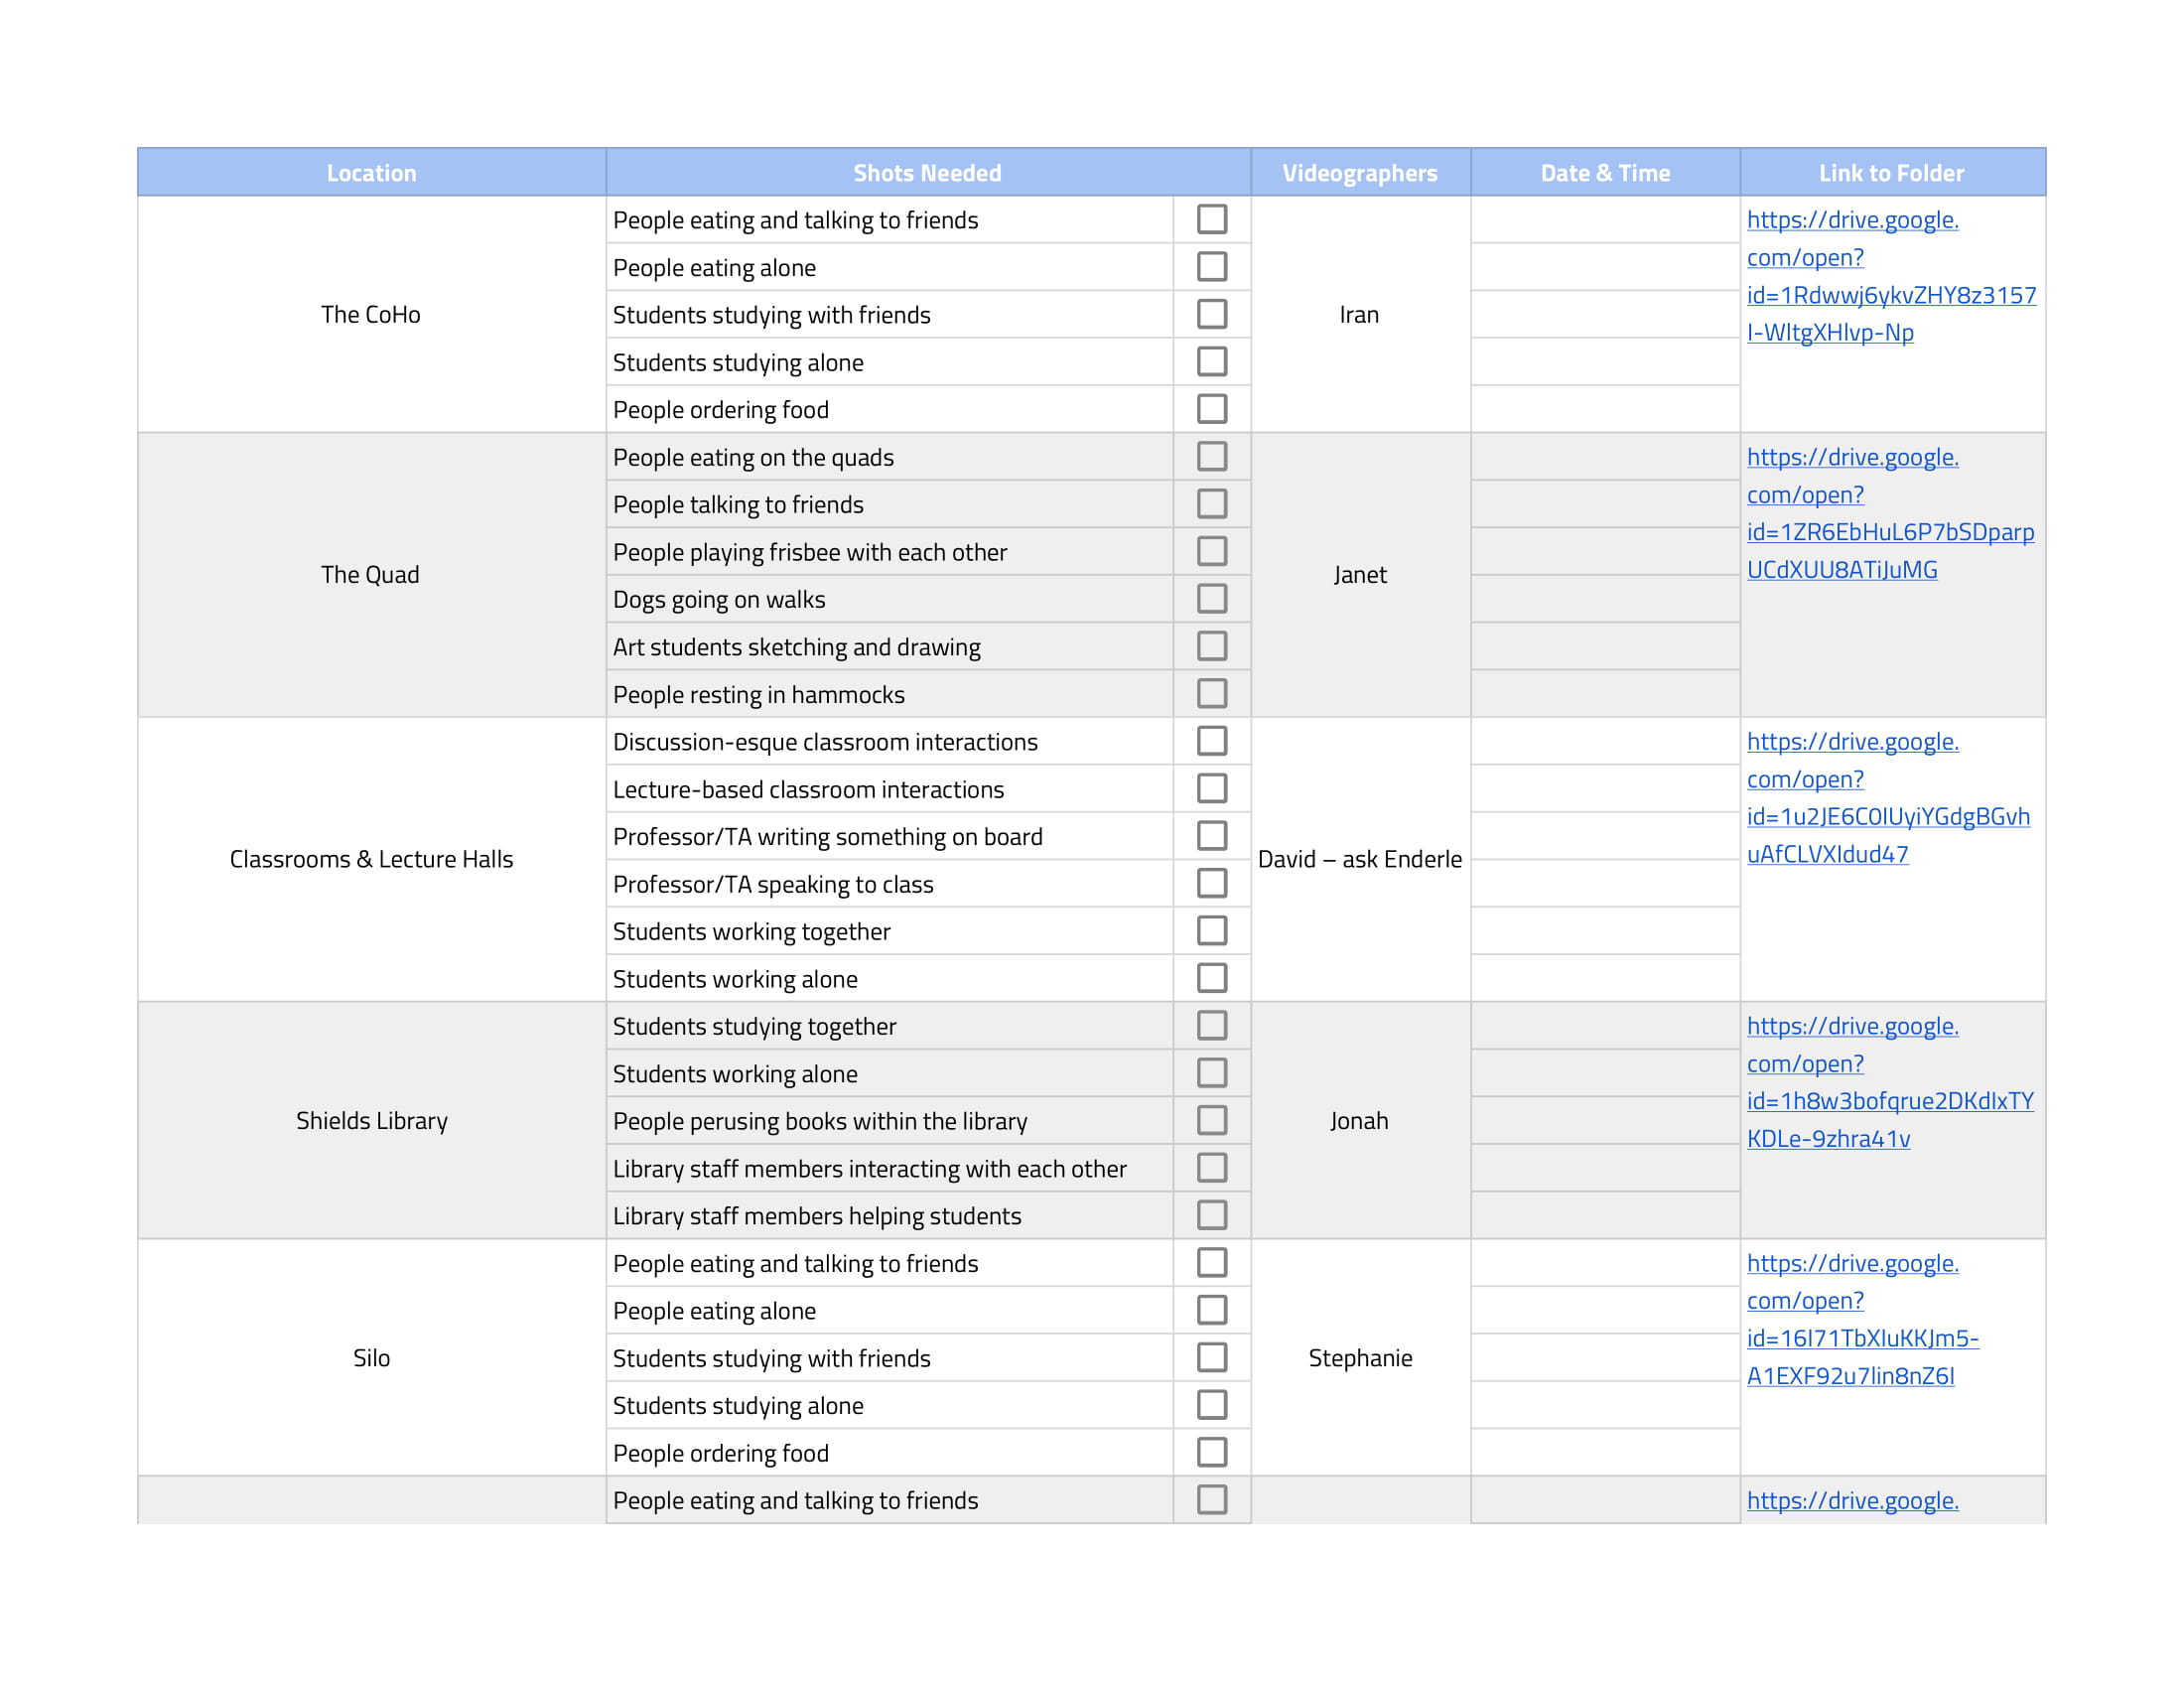 Location Shots Needed Videographers Date & Time Link to Folder
The CoHo
People eating and talking to friends
People eating alone
Students studying with friends
Students studying alone
People ordering food
Iran
https://drive.google.
com/open?
id=1Rdwwj6ykvZHY8z3157
I-WltgXHlvp-Np
The Quad
People eating on the quads
People talking to friends
People playing frisbee with each other
Dogs going on walks
Art students sketching and drawing
People resting in hammocks
Janet
https://drive.google.
com/open?
id=1ZR6EbHuL6P7bSDparp
UCdXUU8ATiJuMG
Classrooms & Lecture Halls
Discussion-esque classroom interactions
Lecture-based classroom interactions
Professor/TA writing something on board
Professor/TA speaking to class
Students working together
Students working alone
David – ask Enderle
https://drive.google.
com/open?
id=1u2JE6C0IUyiYGdgBGvh
uAfCLVXIdud47
Shields Library
Students studying together
Students working alone
People perusing books within the library
Library staff members interacting with each other
Library staff members helping students
Jonah
https://drive.google.
com/open?
id=1h8w3bofqrue2DKdIxTY
KDLe-9zhra41v
Silo
People eating and talking to friends
People eating alone
Students studying with friends
Students studying alone
People ordering food
Stephanie
https://drive.google.
com/open?
id=16I71TbXIuKKJm5-
A1EXF92u7lin8nZ6l
People eating and talking to friends
https://drive.google.